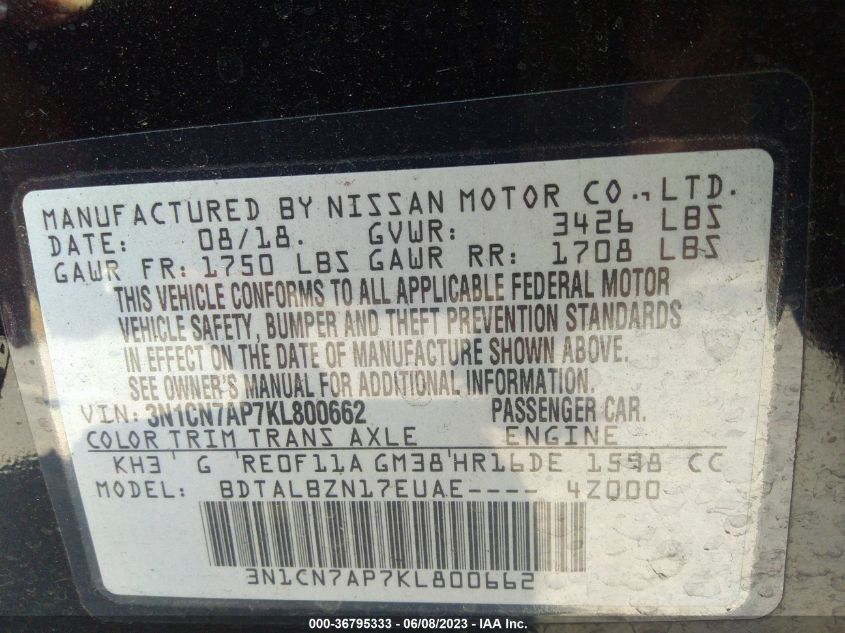 MANUFACTURED BY NISSAN MOTOR CO., LTD.
DATE: 08/18. GVWR: 3426 LBS
GAWR FR: 1750 LBS GAWR RR: 1708 LBS
THIS VEHICLE CONFORMS TO ALL APPLICABLE FEDERAL MOTOR
VEHICLE SAFETY, BUMPER AND THEFT PREVENTION STANDARDS
IN EFFECT ON THE DATE OF MANUFACTURE SHOWN ABOVE.
SEE OWNER'S MANUAL FOR ADDITIONAL INFORMATION.
VIN: 3N1CN7AP7KL800662 PASSENGER CAR.
COLOR TRIM TRANS AXLE ENGINE
KH3 ' G 'RE0F11A GM38'HR16DE 1598 CC
MODEL: BDTALBZN17EUAE---- 4Z000
3N1CN7AP7KL800662
000-36795333 - 06/08/2023 - IAA Inc.